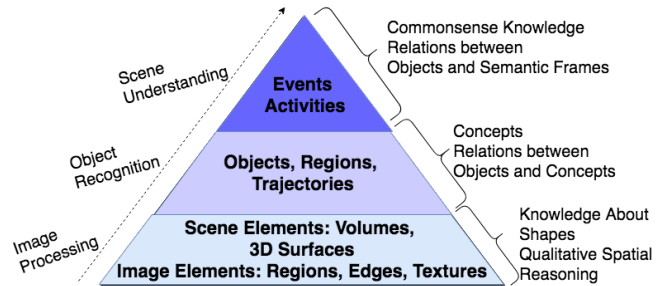 Scene
Understanding
Object
Recognition
Image
Processing
Events
Activities
Objects, Regions,
Trajectories
Scene Elements: Volumes,
3D Surfaces
Image Elements: Regions, Edges, Textures
Commonsense Knowledge
Relations between
Objects and Semantic Frames
Concepts
Relations between
Objects and Concepts
Knowledge About
Shapes
Qualitative Spatial
Reasoning